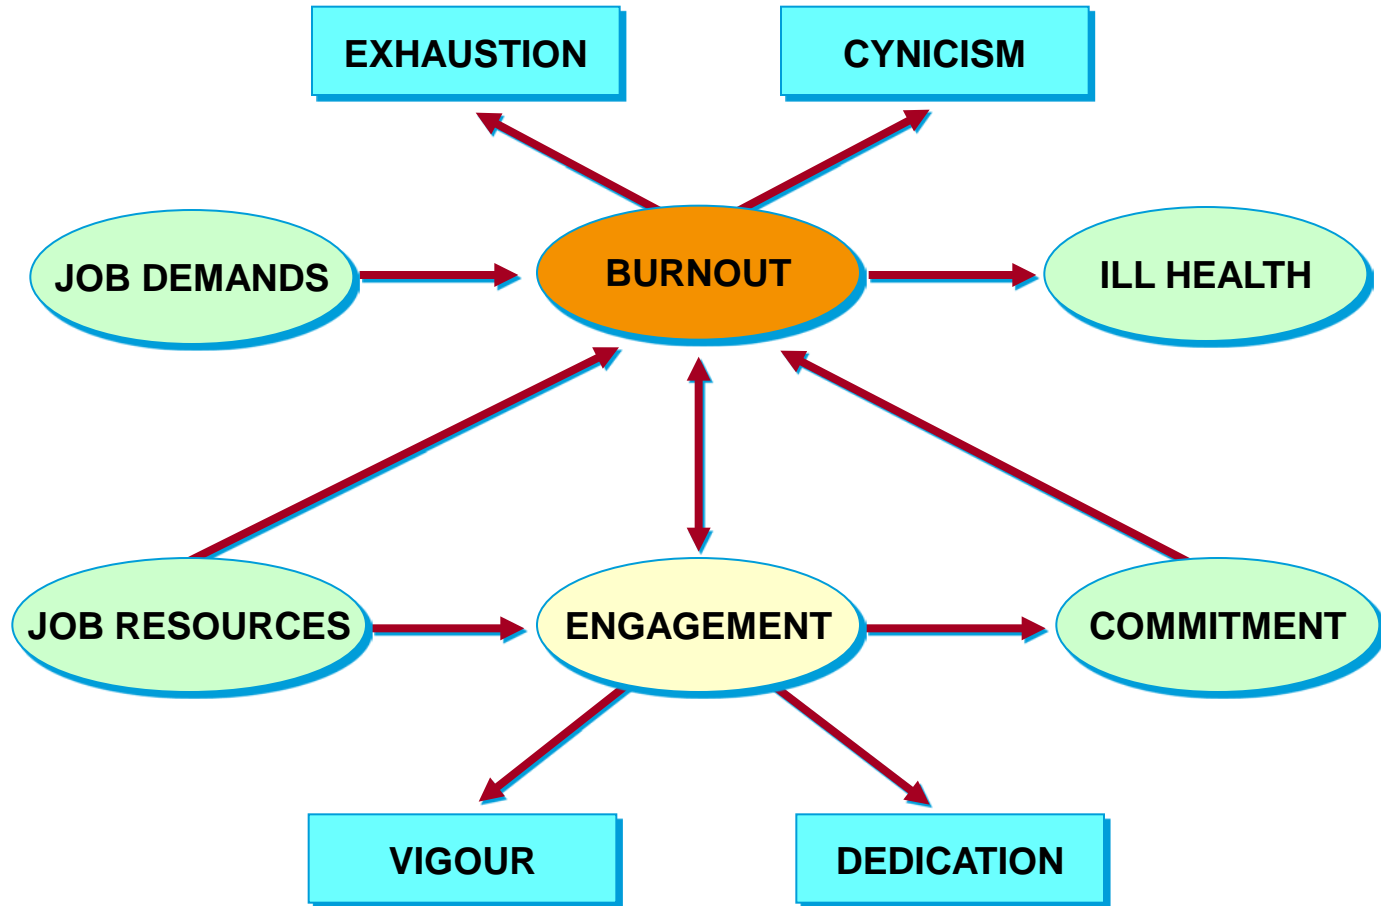 EXHAUSTION
CYNICISM
JOB DEMANDS
BURNOUT
ILL HEALTH
JOB RESOURCES
ENGAGEMENT
COMMITMENT
VIGOUR
DEDICATION